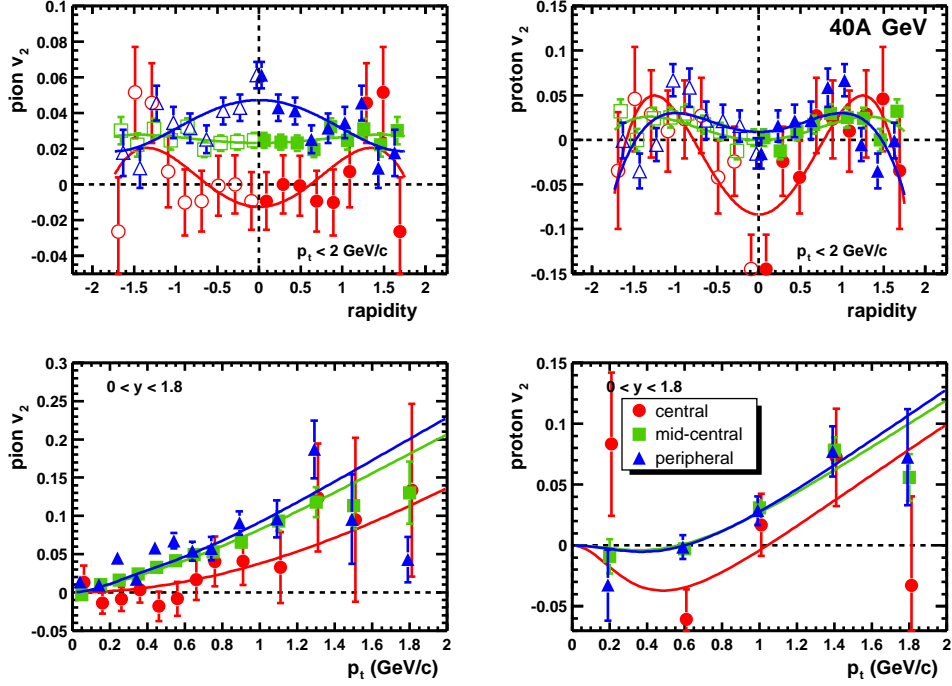 pion v2
0.1
0.08
0.06
0.04
0.02
0
-0.02
-0.04
pt < 2 GeV/c
-2 -1.5 -1 -0.5 0 0.5 1 1.5 2
rapidity
proton v2
0.15
0.1
0.05
0
-0.05
-0.1
-0.15
40A GeV
pt < 2 GeV/c
-2 -1.5 -1 -0.5 0 0.5 1 1.5 2
rapidity
pion v2
0.3
0.25
0.2
0.15
0.1
0.05
0
-0.05
0 < y < 1.8
0 0.2 0.4 0.6 0.8 1 1.2 1.4 1.6 1.8 2
pt (GeV/c)
proton v2
0.15
0.1
0.05
0
-0.05
0 < y < 1.8
central
mid-central
peripheral
0 0.2 0.4 0.6 0.8 1 1.2 1.4 1.6 1.8 2
pt (GeV/c)